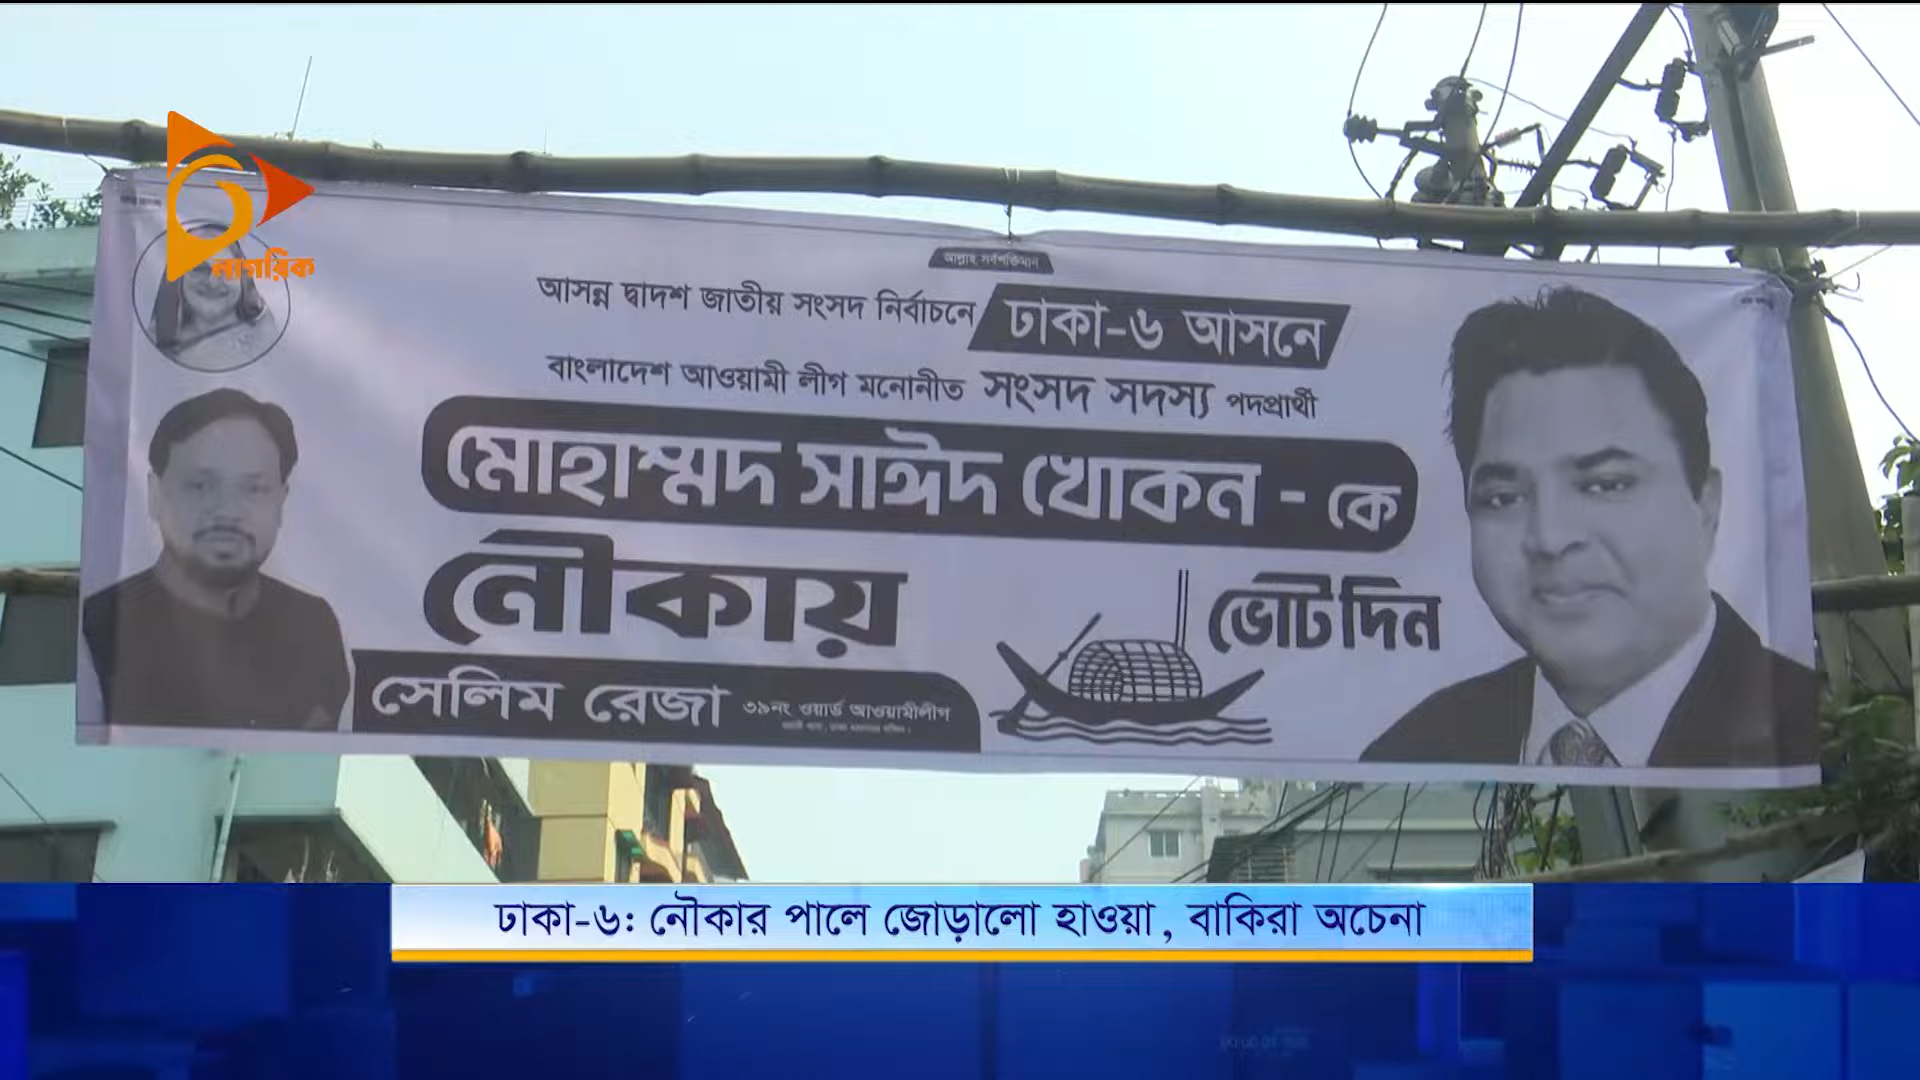 নাগরিক
আল্লাহ সর্বশক্তিমান
আসন্ন দ্বাদশ জাতীয় সংসদ নির্বাচনে ঢাকা-৬ আসনে
বাংলাদেশ আওয়ামী লীগ মনোনীত সংসদ সদস্য পদপ্রার্থী
মোহাম্মদ সাঈদ খোকন - কে
নৌকায় ভোট দিন
সেলিম রেজা ৩৯নং ওয়ার্ড আওয়ামীলীগ
ঢাকা-৬: নৌকার পালে জোড়ালো হাওয়া, বাকিরা অচেনা